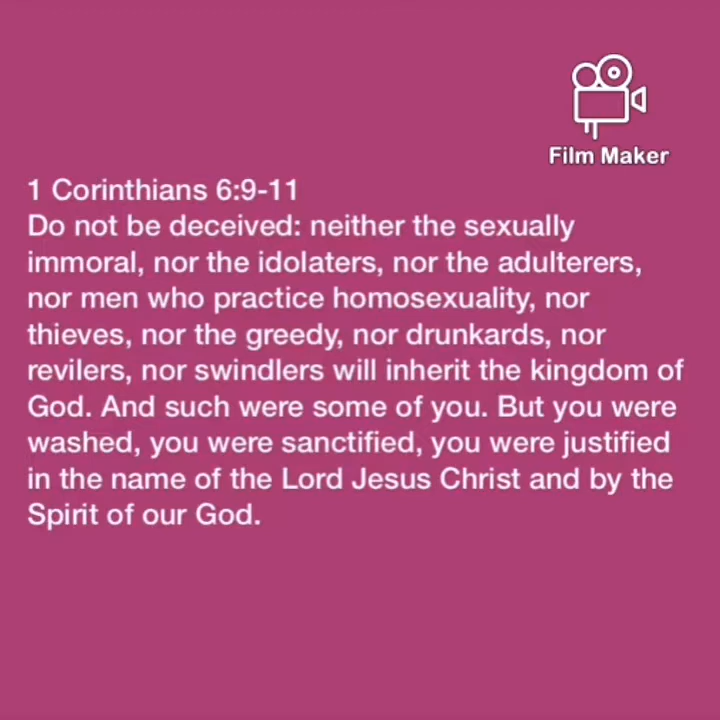 Film Maker
1 Corinthians 6:9-11
Do not be deceived: neither the sexually
immoral, nor the idolaters, nor the adulterers,
nor men who practice homosexuality, nor
thieves, nor the greedy, nor drunkards, nor
revilers, nor swindlers will inherit the kingdom of
God. And such were some of you. But you were
washed, you were sanctified, you were justified
in the name of the Lord Jesus Christ and by the
Spirit of our God.